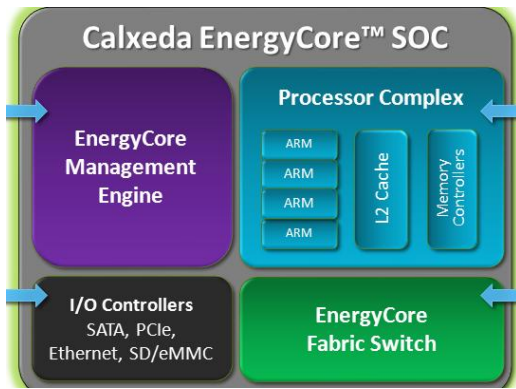 Calxeda EnergyCore™ SOC
EnergyCore
Management
Engine
Processor Complex
ARM
ARM
ARM
ARM
L2 Cache
Memory
Controllers
I/O Controllers
SATA, PCIe,
Ethernet, SD/eMMC
EnergyCore
Fabric Switch